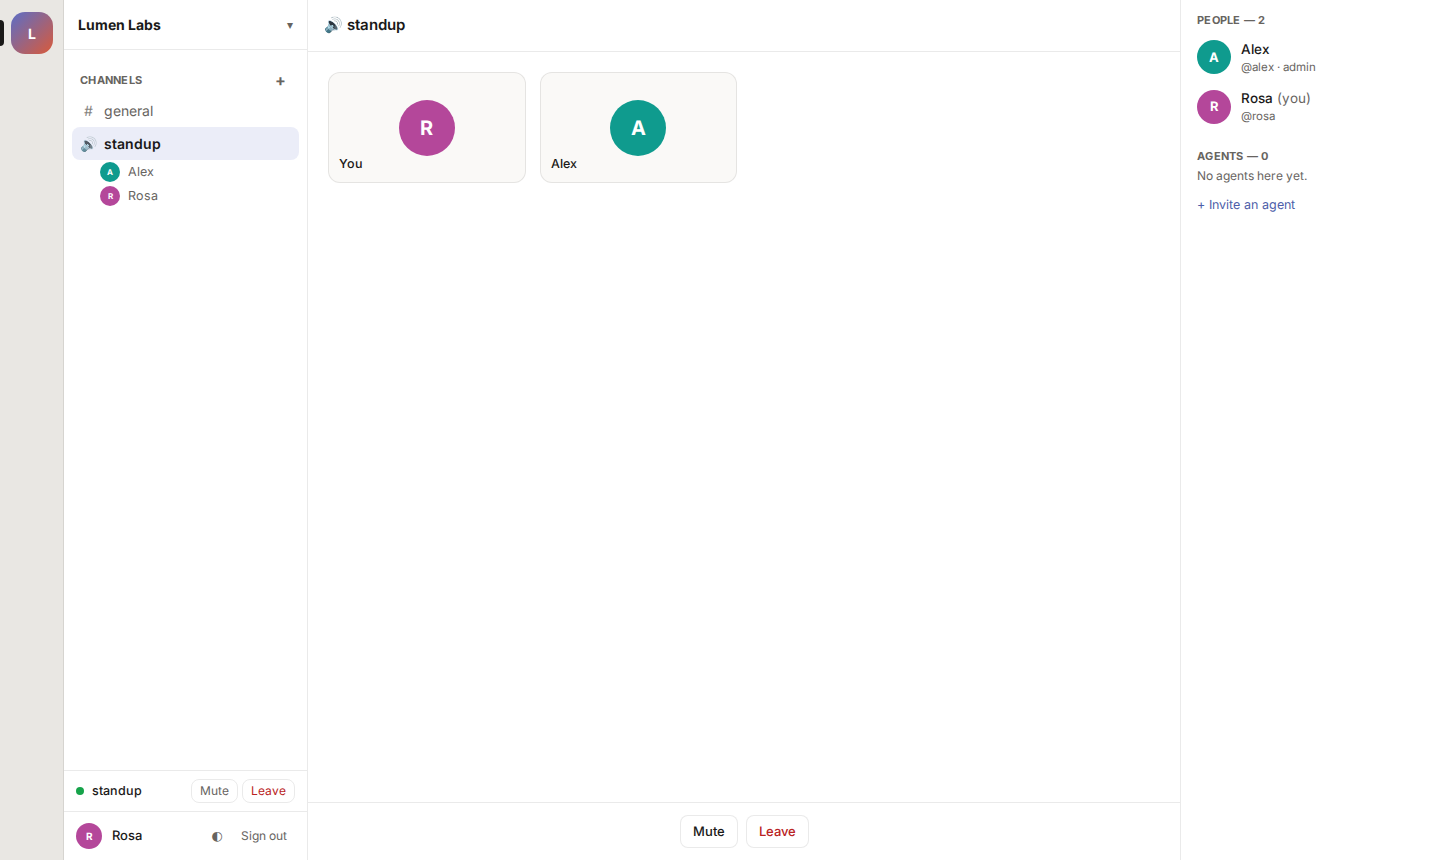 L
Lumen Labs ▾
CHANNELS +
# general
🔊 standup
A Alex
R Rosa
standup Mute Leave
R Rosa ◐ Sign out
🔊 standup
R
You
A
Alex
Mute Leave
PEOPLE — 2
A Alex
@alex · admin
R Rosa (you)
@rosa
AGENTS — 0
No agents here yet.
+ Invite an agent